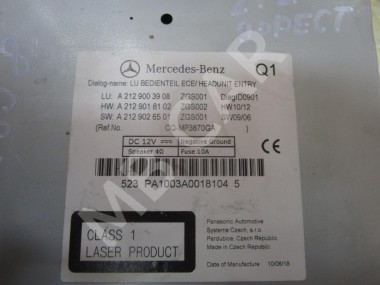 Mercedes-Benz Q1
Dialog-name: LU BEDIENTEIL ECE/ HEADUNIT ENTRY
LU: A 212 900 39 08 ZGS001 DiagID0901
HW: A 212 901 81 02 ZGS002 HW10/12
SW: A 212 902 65 01 ZGS001 SW09/06
(Ref No. CQ-MP3870GA
DC 12V Negative Ground
Speaker 4Ω Fuse 10A
523 PA1003A0018104 5
CLASS 1
LASER PRODUCT
Panasonic Automotive
Systems Czech, s.r.o.
Pardubice, Czech Republic
Made in Czech Republic
Date of Manufacture 10/06/18